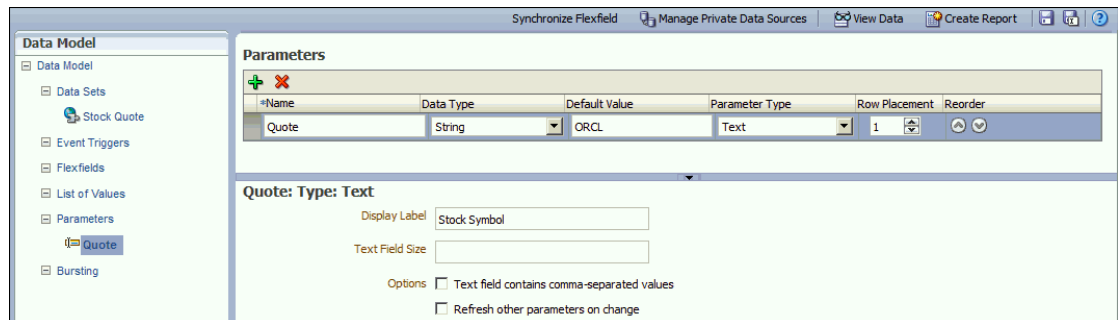 Synchronize Flexfield Manage Private Data Sources View Data Create Report
Data Model
Data Model
Data Sets
Stock Quote
Event Triggers
Flexfields
List of Values
Parameters
Quote
Bursting
Parameters
*Name Data Type Default Value Parameter Type Row Placement Reorder
Quote String ORCL Text 1
Quote: Type: Text
Display Label Stock Symbol
Text Field Size
Options Text field contains comma-separated values
Refresh other parameters on change